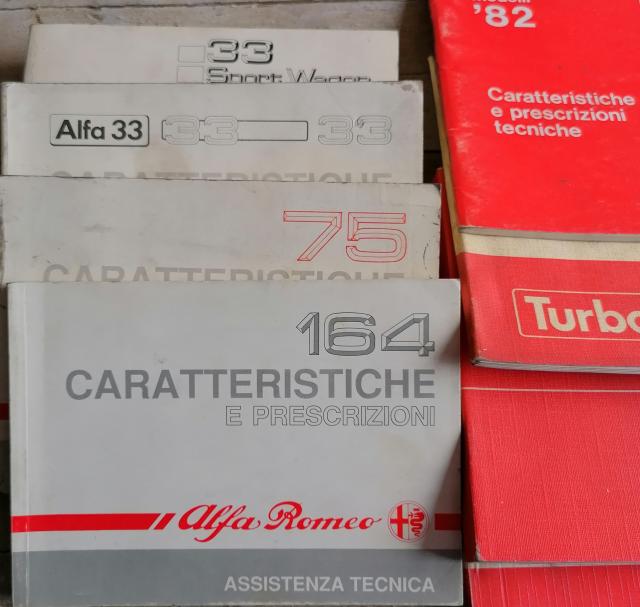 33
Sport Wagon
Alfa 33 33 33
CARATTERISTICHE
75
CARATTERISTICHE
164
CARATTERISTICHE
E PRESCRIZIONI
Alfa Romeo
ASSISTENZA TECNICA
'82
Caratteristiche
e prescrizioni
tecniche
Turbo